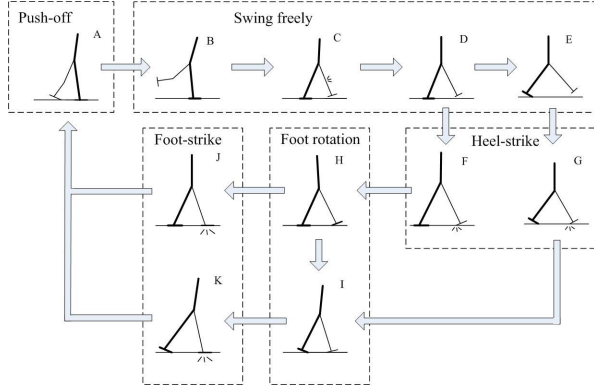 Push-off
Swing freely
A
B
C
D
E
Foot-strike
Foot rotation
Heel-strike
J
H
F
G
K
I